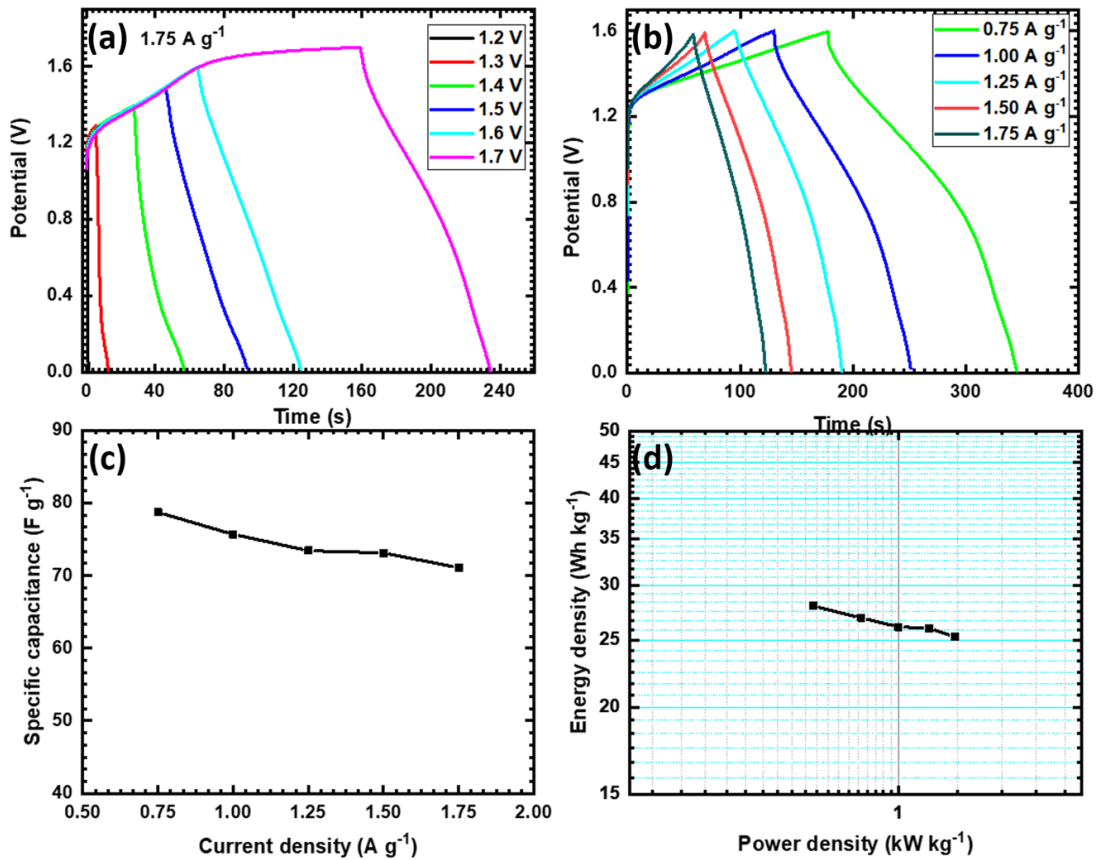 (a)
1.75 A g⁻¹
1.2 V
1.3 V
1.4 V
1.5 V
1.6 V
1.7 V
Potential (V)
1.6
1.2
0.8
0.4
0.0
0 40 80 120 160 200 240
Time (s)
(b)
0.75 A g⁻¹
1.00 A g⁻¹
1.25 A g⁻¹
1.50 A g⁻¹
1.75 A g⁻¹
Potential (V)
1.6
1.2
0.8
0.4
0.0
0 100 200 300 400
Time (s)
(c)
Specific capacitance (F g⁻¹)
90
80
70
60
50
40
0.50 0.75 1.00 1.25 1.50 1.75 2.00
Current density (A g⁻¹)
(d)
Energy density (Wh kg⁻¹)
50
45
40
35
30
25
20
15
1
Power density (kW kg⁻¹)